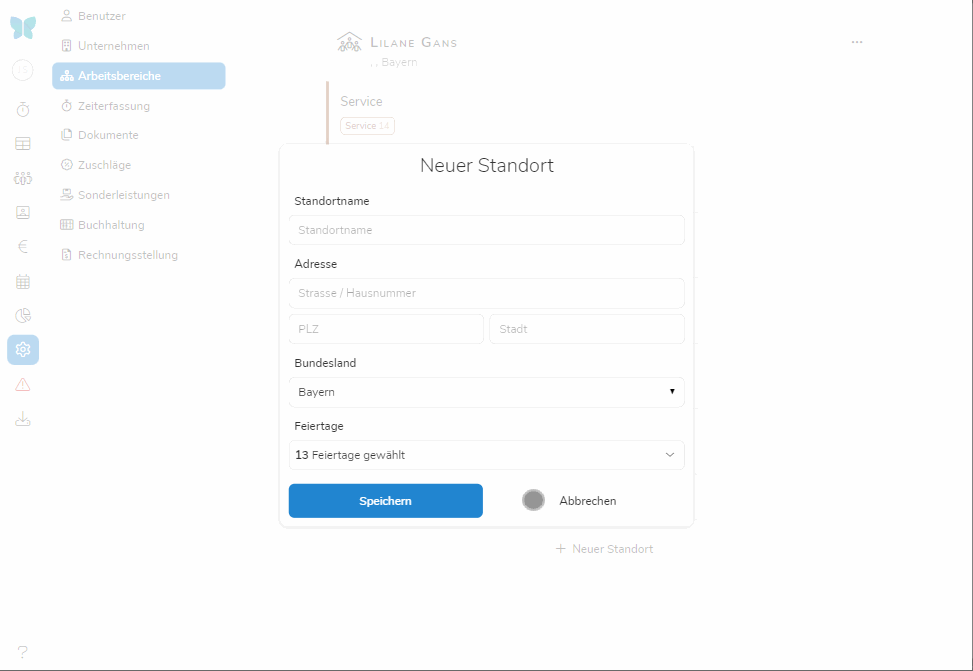 JS
Benutzer
Unternehmen
Arbeitsbereiche
Zeiterfassung
Dokumente
Zuschläge
Sonderleistungen
Buchhaltung
Rechnungsstellung
?
Lilane Gans
, , Bayern
...
Service
Service 14
Neuer Standort
Standortname
Standortname
Adresse
Strasse / Hausnummer
PLZ
Stadt
Bundesland
Bayern
Feiertage
13 Feiertage gewählt
Speichern
Abbrechen
+ Neuer Standort